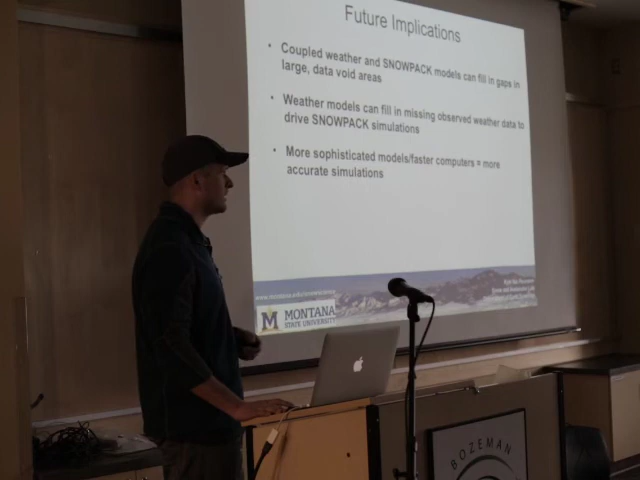 Future Implications
• Coupled weather and SNOWPACK models can fill in gaps in
large, data void areas
• Weather models can fill in missing observed weather data to
drive SNOWPACK simulations
• More sophisticated models/faster computers = more
accurate simulations
M MONTANA
STATE UNIVERSITY
BOZEMAN